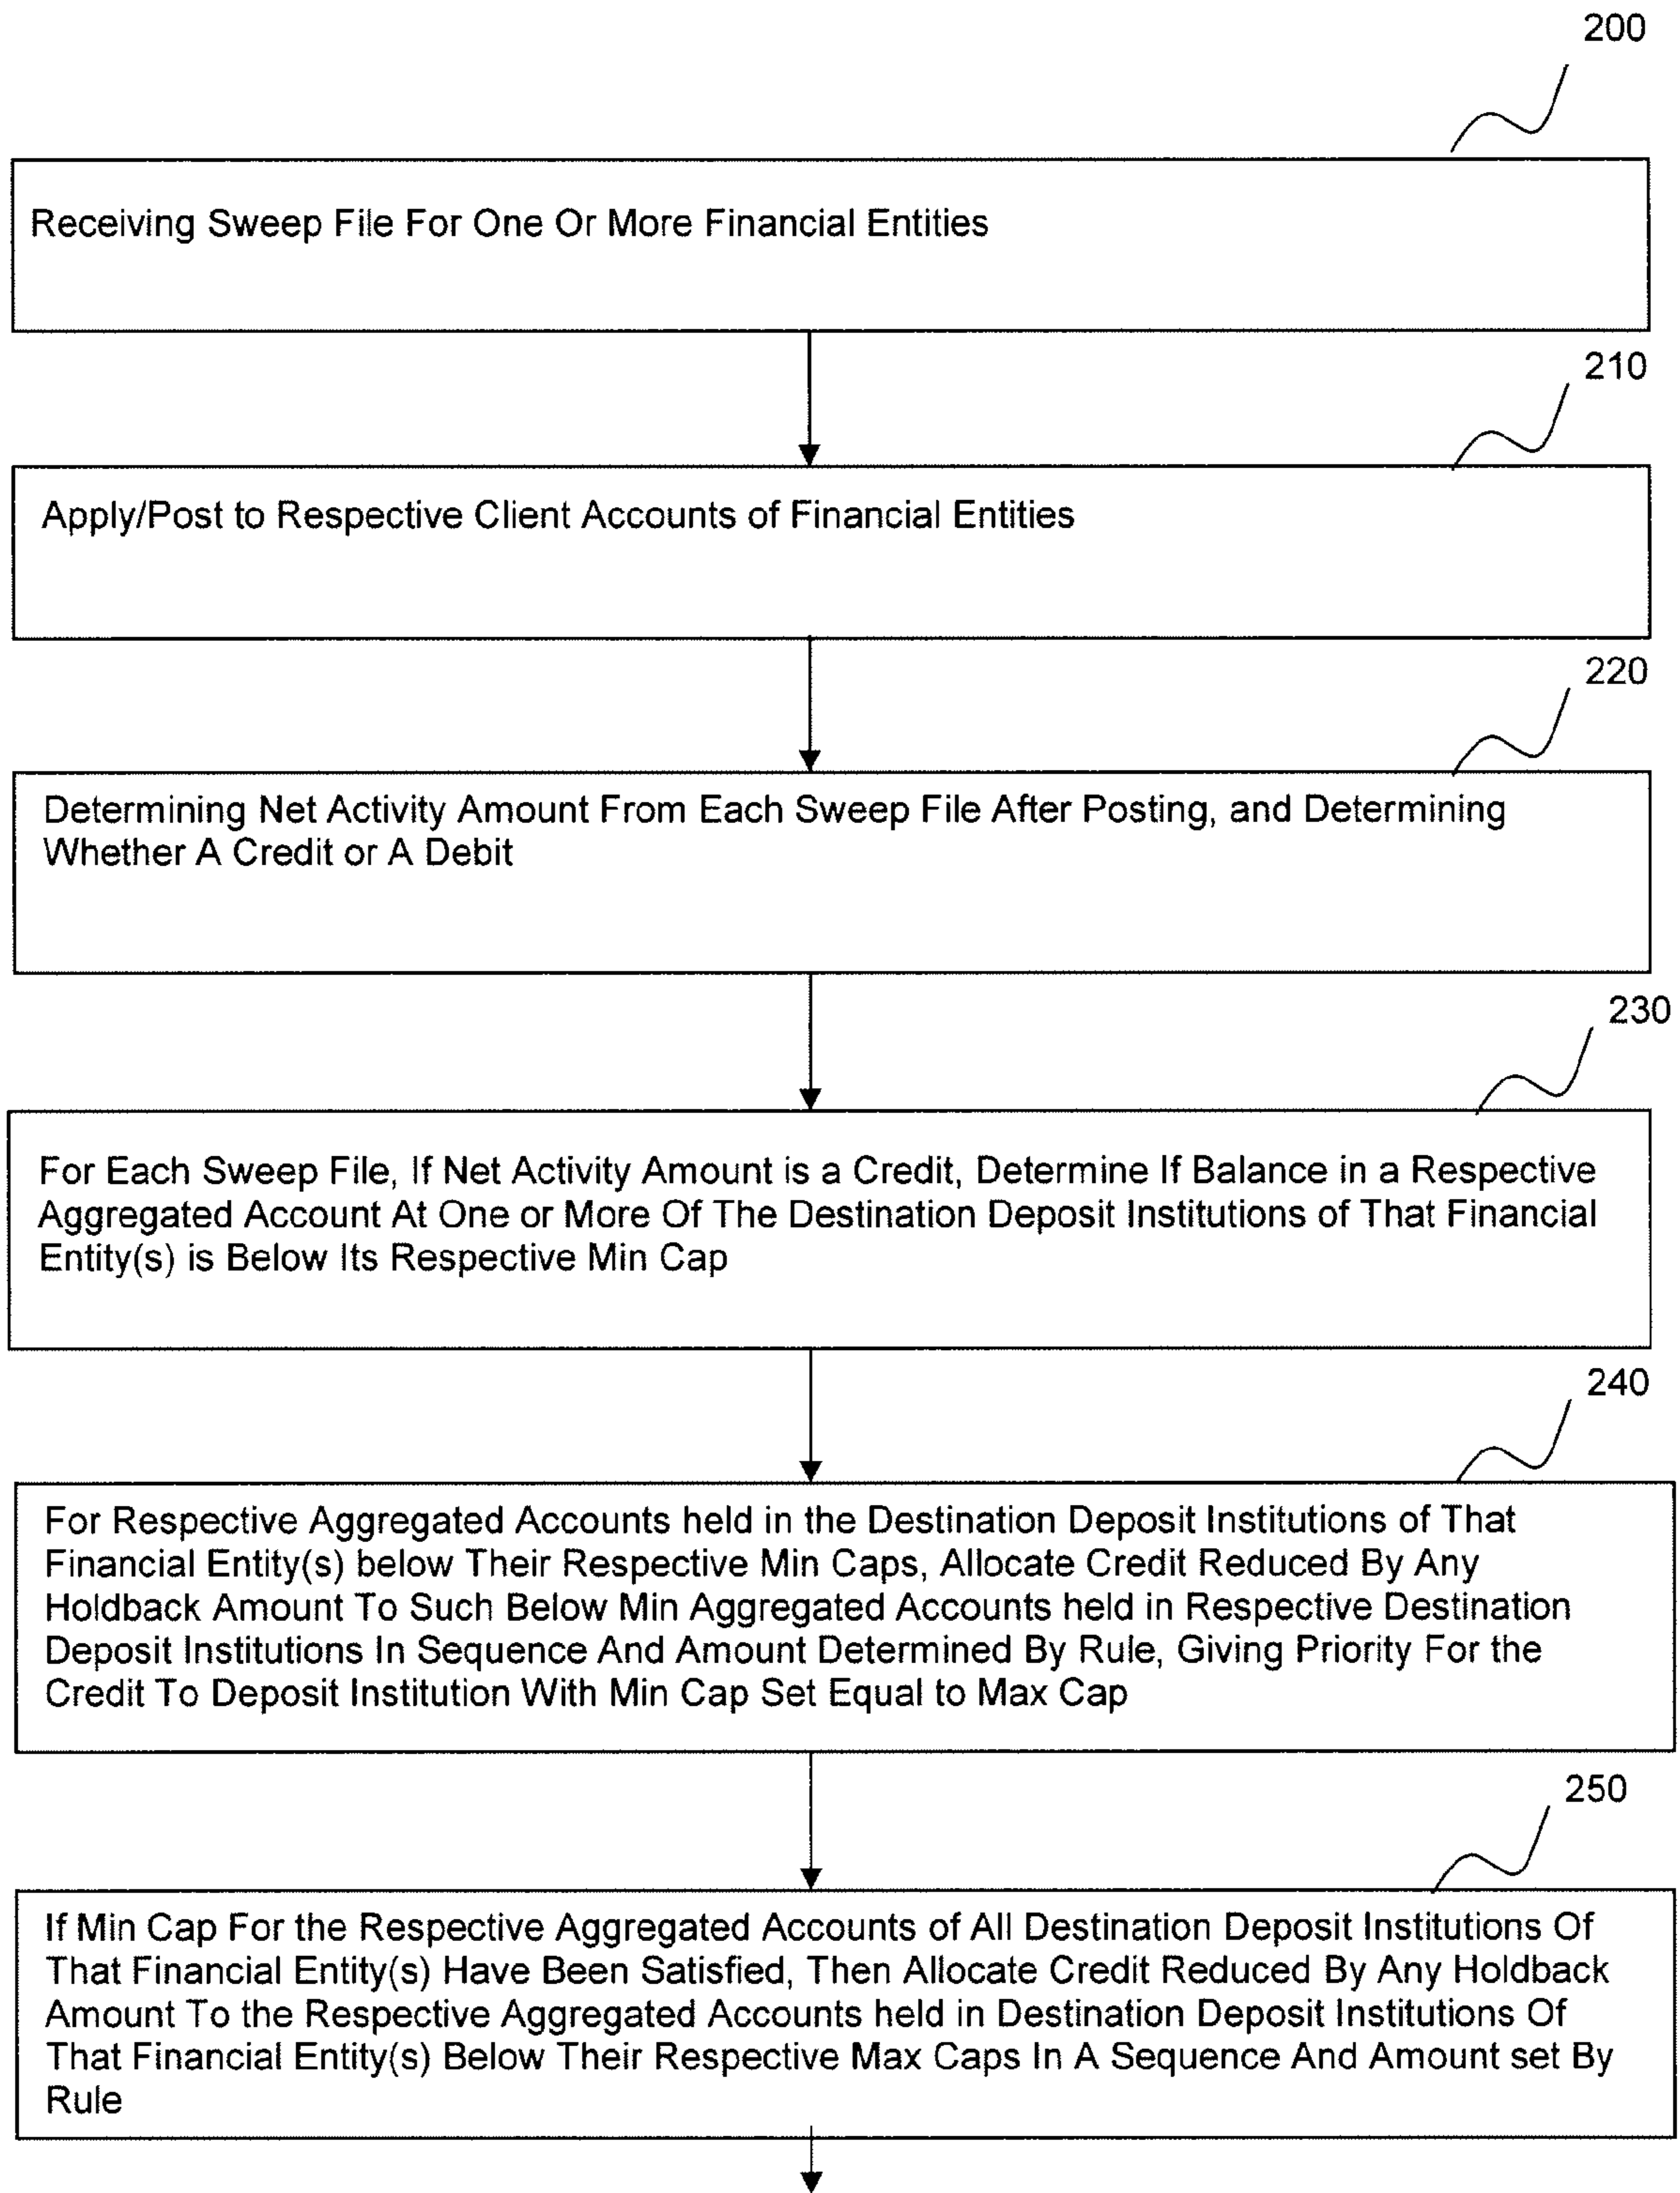 200
Receiving Sweep File For One Or More Financial Entities
210
Apply/Post to Respective Client Accounts of Financial Entities
220
Determining Net Activity Amount From Each Sweep File After Posting, and Determining
Whether A Credit or A Debit
230
For Each Sweep File, If Net Activity Amount is a Credit, Determine If Balance in a Respective
Aggregated Account At One or More Of The Destination Deposit Institutions of That Financial
Entity(s) is Below Its Respective Min Cap
240
For Respective Aggregated Accounts held in the Destination Deposit Institutions of That
Financial Entity(s) below Their Respective Min Caps, Allocate Credit Reduced By Any
Holdback Amount To Such Below Min Aggregated Accounts held in Respective Destination
Deposit Institutions In Sequence And Amount Determined By Rule, Giving Priority For the
Credit To Deposit Institution With Min Cap Set Equal to Max Cap
250
If Min Cap For the Respective Aggregated Accounts of All Destination Deposit Institutions Of
That Financial Entity(s) Have Been Satisfied, Then Allocate Credit Reduced By Any Holdback
Amount To the Respective Aggregated Accounts held in Destination Deposit Institutions Of
That Financial Entity(s) Below Their Respective Max Caps In A Sequence And Amount set By
Rule